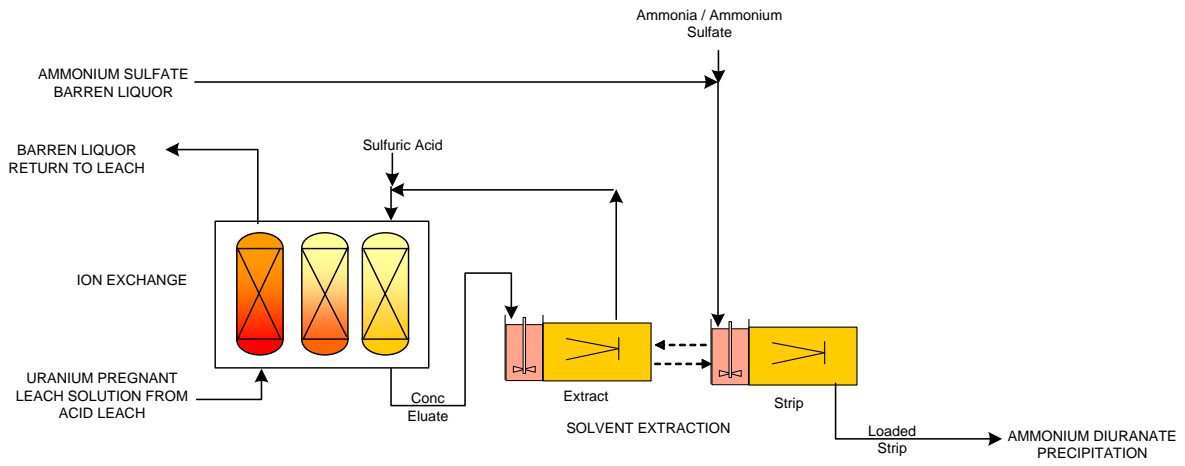 Ammonia / Ammonium
Sulfate
AMMONIUM SULFATE
BARREN LIQUOR
BARREN LIQUOR
RETURN TO LEACH
Sulfuric Acid
ION EXCHANGE
URANIUM PREGNANT
LEACH SOLUTION FROM
ACID LEACH
Conc
Eluate
Extract
Strip
SOLVENT EXTRACTION
Loaded
Strip
AMMONIUM DIURANATE
PRECIPITATION